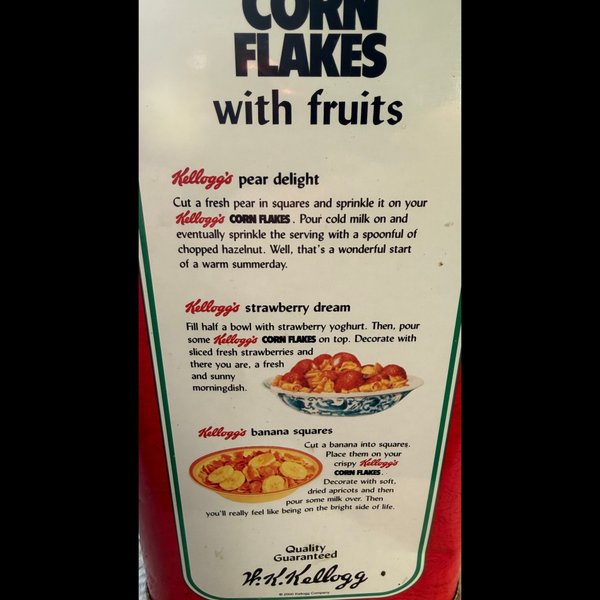 CORN
FLAKES
with fruits
Kellogg's pear delight
Cut a fresh pear in squares and sprinkle it on your
Kellogg's CORN FLAKES. Pour cold milk on and
eventually sprinkle the serving with a spoonful of
chopped hazelnut. Well, that's a wonderful start
of a warm summerday.
Kellogg's strawberry dream
Fill half a bowl with strawberry yoghurt. Then, pour
some Kellogg's CORN FLAKES on top. Decorate with
sliced fresh strawberries and
there you are, a fresh
and sunny
morningdish.
Kellogg's banana squares
Cut a banana into squares.
Place them on your
crispy Kellogg's
CORN FLAKES.
Decorate with soft,
dried apricots and then
pour some milk over. Then
you'll really feel like being on the bright side of life.
Quality
Guaranteed
W.K.Kellogg
© 2000 Kellogg Company